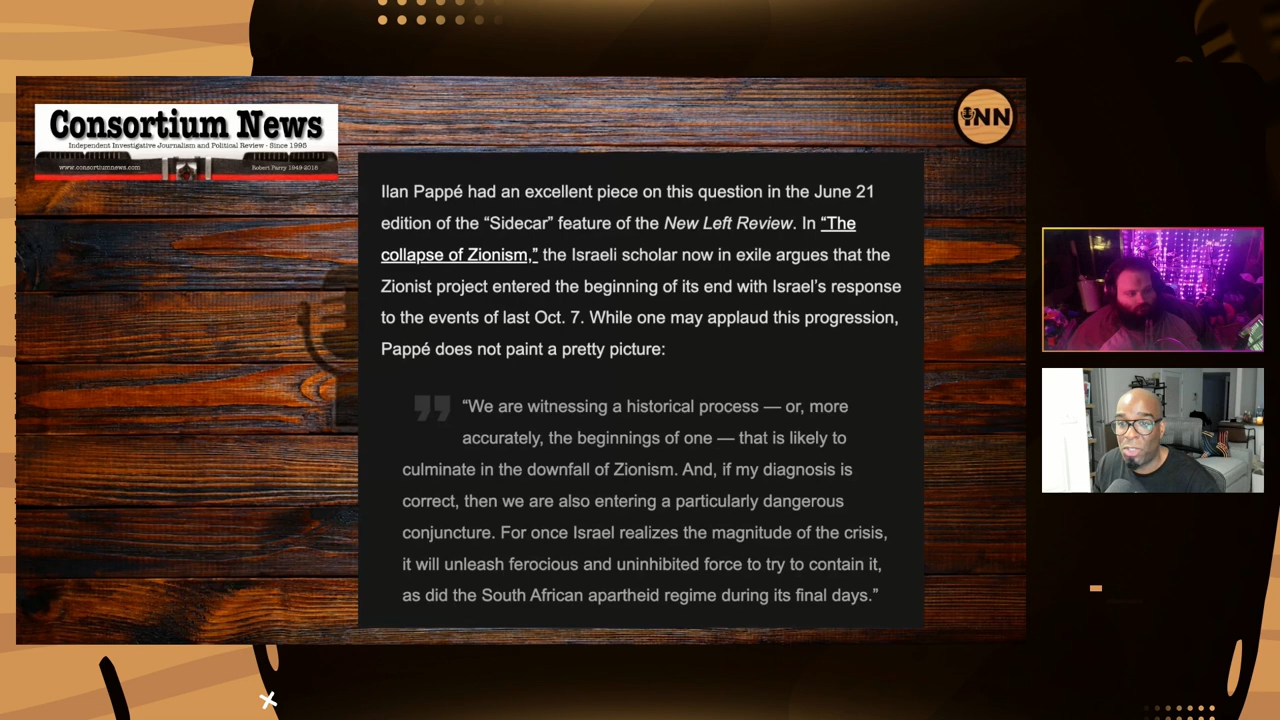 Consortium News
Independent Investigative Journalism and Political Review - Since 1995
www.consortiumnews.com
Robert Parry 1949-2018
iNN
Ilan Pappé had an excellent piece on this question in the June 21
edition of the “Sidecar” feature of the New Left Review. In “The
collapse of Zionism,” the Israeli scholar now in exile argues that the
Zionist project entered the beginning of its end with Israel’s response
to the events of last Oct. 7. While one may applaud this progression,
Pappé does not paint a pretty picture:
“We are witnessing a historical process — or, more
accurately, the beginnings of one — that is likely to
culminate in the downfall of Zionism. And, if my diagnosis is
correct, then we are also entering a particularly dangerous
conjuncture. For once Israel realizes the magnitude of the crisis,
it will unleash ferocious and uninhibited force to try to contain it,
as did the South African apartheid regime during its final days.”